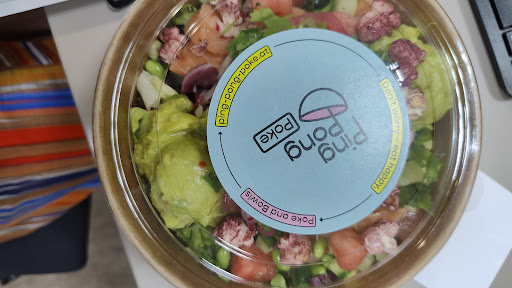 ping-pong-poke.at
Don't worry - eat happy
ping
pong
poke
Poke and Bowls